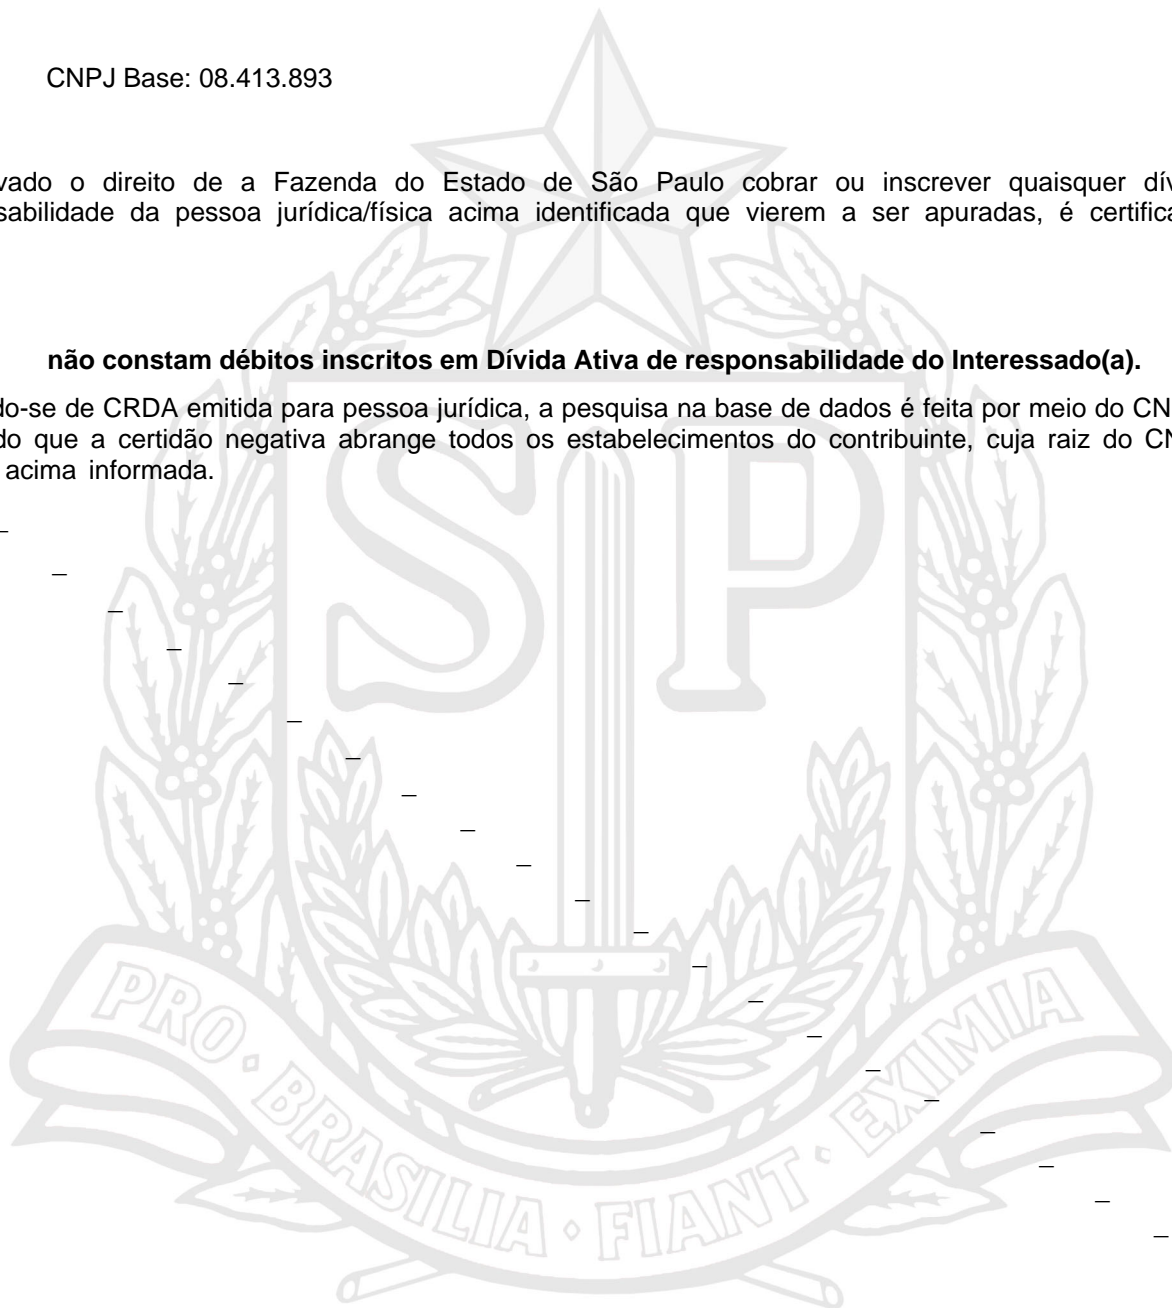 CNPJ Base: 08.413.893
vado o direito de a Fazenda do Estado de São Paulo cobrar ou inscrever quaisquer dív
sabilidade da pessoa jurídica/física acima identificada que vierem a ser apuradas, é certifica
não constam débitos inscritos em Dívida Ativa de responsabilidade do Interessado(a).
do-se de CRDA emitida para pessoa jurídica, a pesquisa na base de dados é feita por meio do CN
do que a certidão negativa abrange todos os estabelecimentos do contribuinte, cuja raiz do CN
acima informada.
SP
PRO • BRASILIA • FIANT • EXIMIA